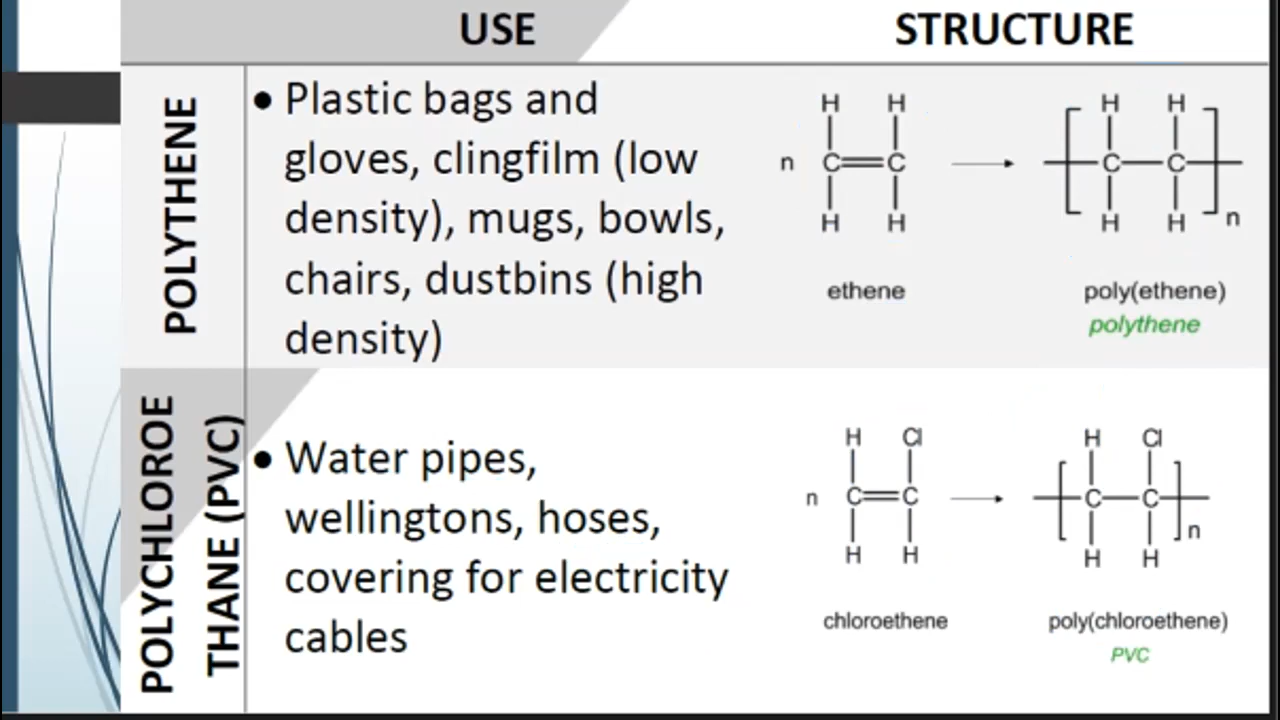 USE
STRUCTURE
POLYTHENE
• Plastic bags and
gloves, clingfilm (low
density), mugs, bowls,
chairs, dustbins (high
density)
H H
n C C
H H
ethene
H H
C C
H H
n
poly(ethene)
polythene
POLYCHLOROE
THANE (PVC)
• Water pipes,
wellingtons, hoses,
covering for electricity
cables
H Cl
n C C
H H
chloroethene
H Cl
C C
H H
n
poly(chloroethene)
PVC